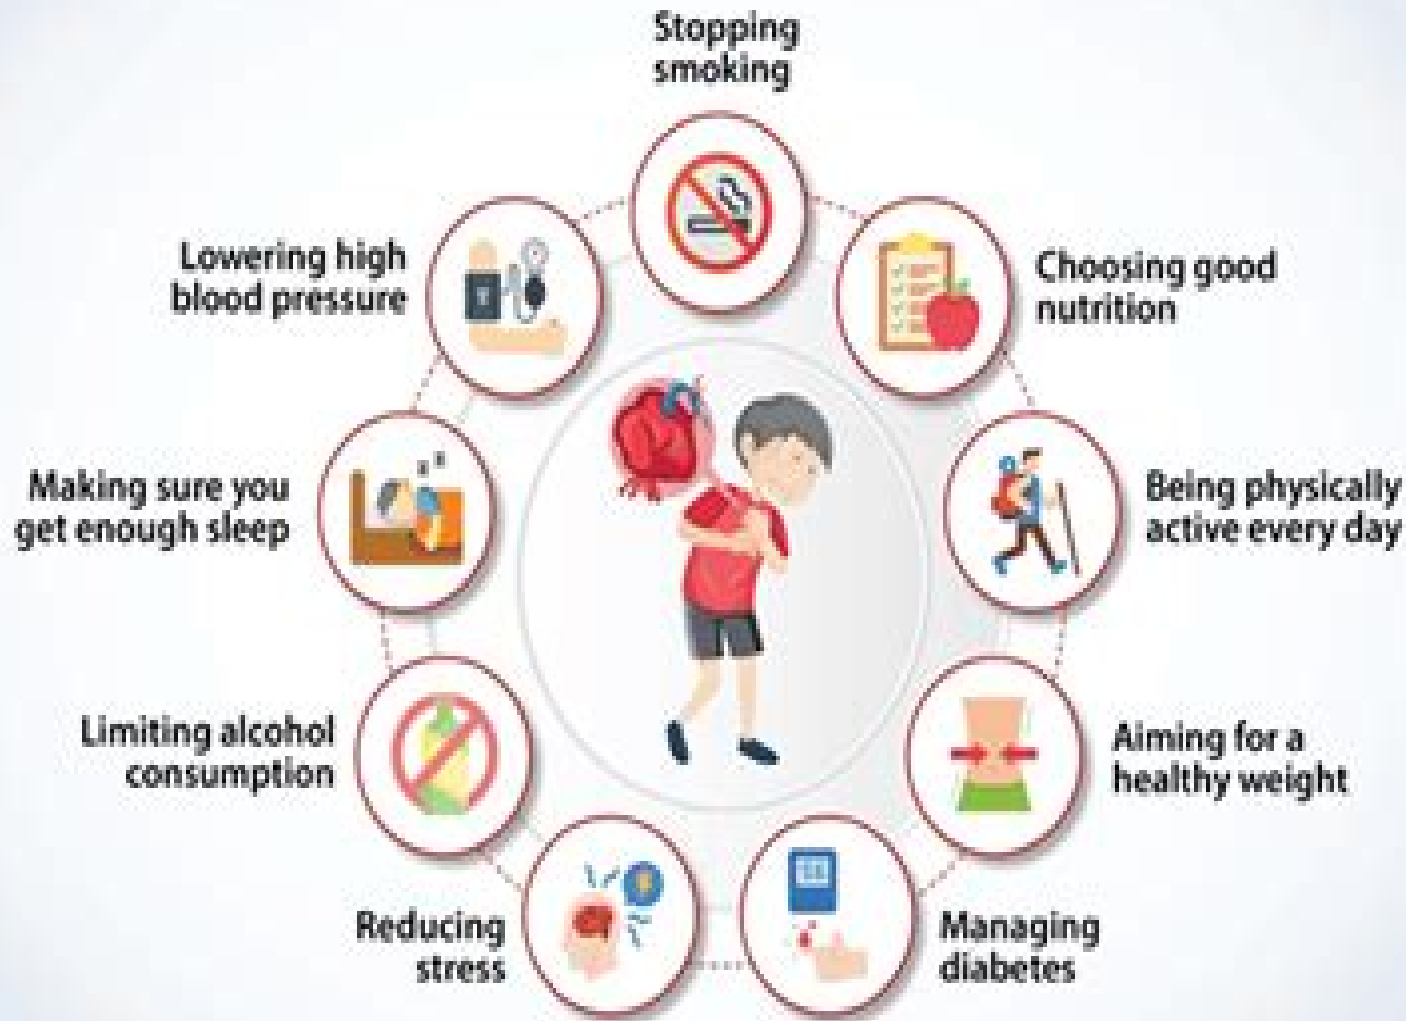 Stopping
smoking
Choosing good
nutrition
Being physically
active every day
Aiming for a
healthy weight
Managing
diabetes
Reducing
stress
Limiting alcohol
consumption
Making sure you
get enough sleep
Lowering high
blood pressure